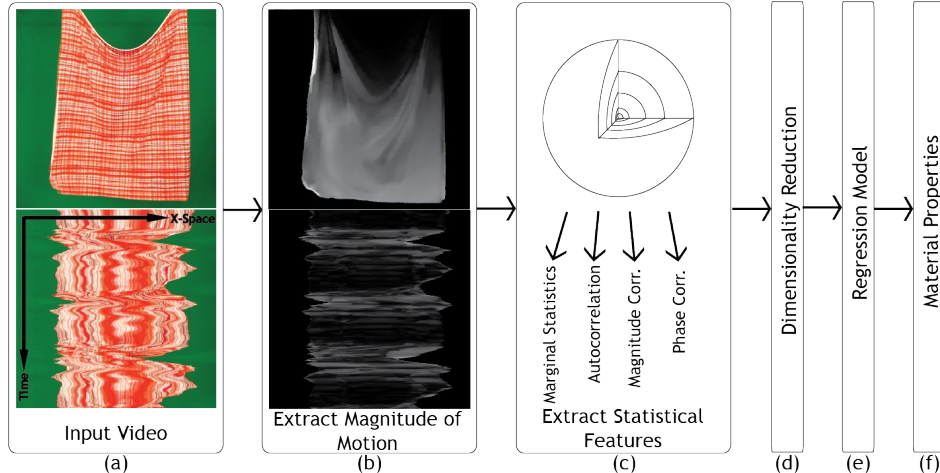 X-Space
Time
Input Video
(a)
Extract Magnitude of
Motion
(b)
Marginal Statistics
Autocorrelation
Magnitude Corr.
Phase Corr.
Extract Statistical
Features
(c)
Dimensionality Reduction
(d)
Regression Model
(e)
Material Properties
(f)